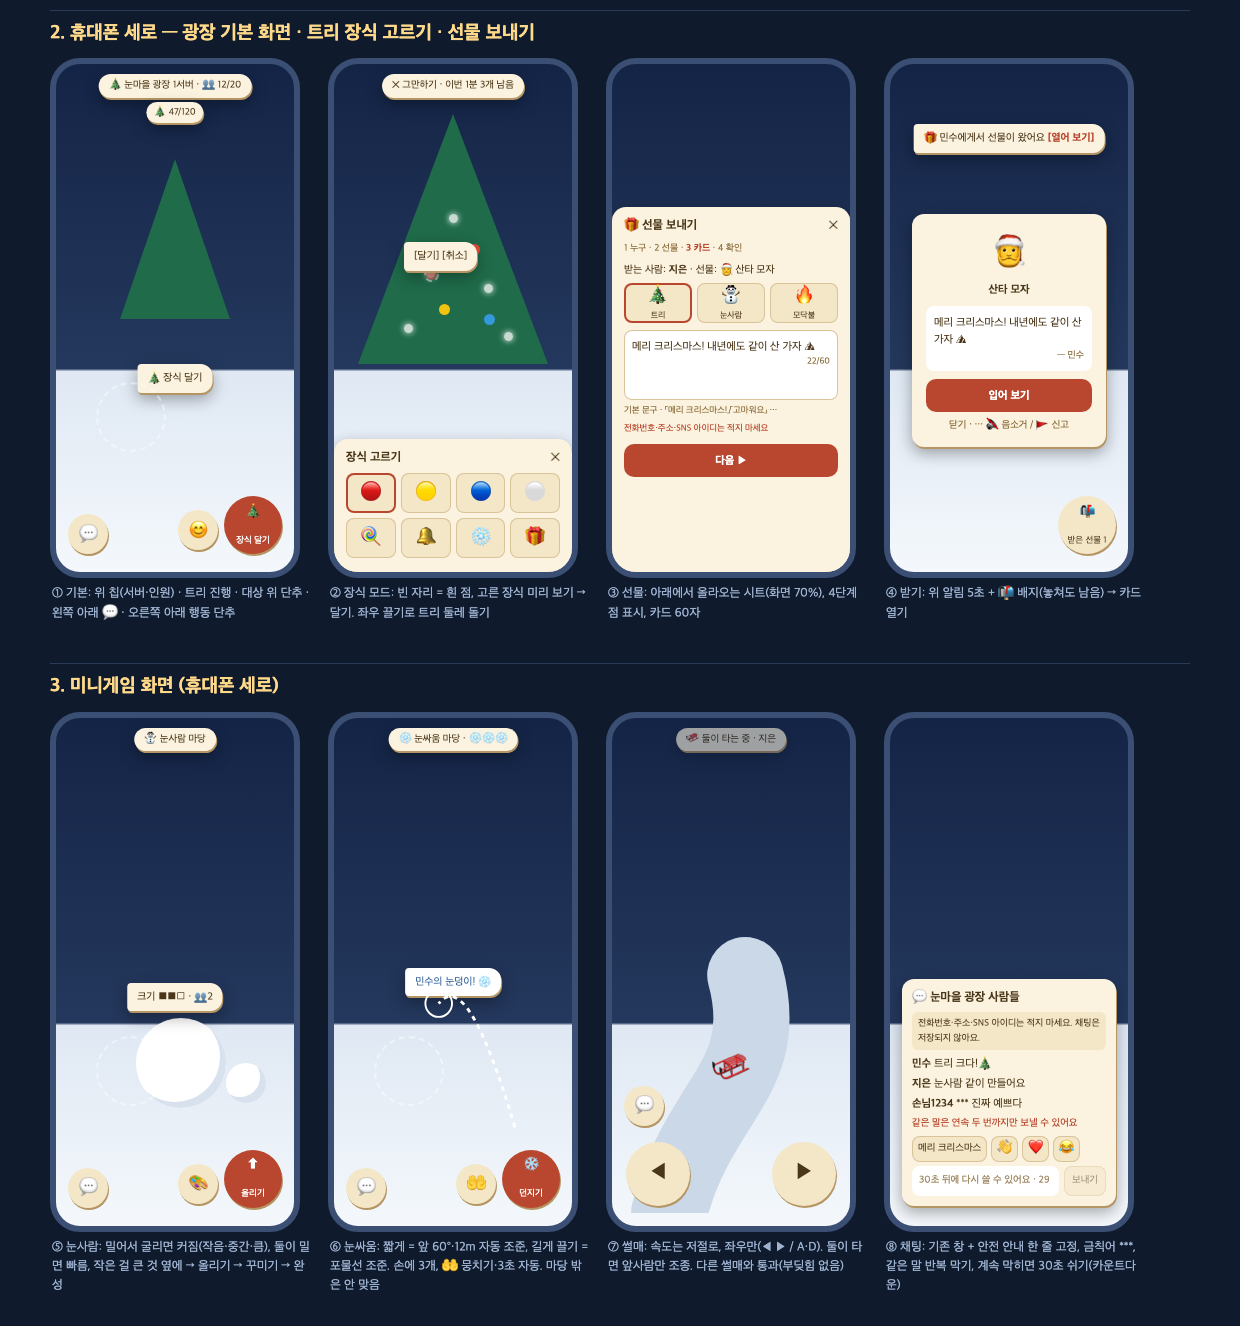 2. 휴대폰 세로 — 광장 기본 화면 · 트리 장식 고르기 · 선물 보내기
🎄 눈마을 광장 1서버 · 👥 12/20
🎄 47/120
🎄 장식 달기
💬
😊
🎄
장식 달기
✕ 그만하기 · 이번 1분 3개 남음
[달기] [취소]
장식 고르기 ✕
🎁 선물 보내기 ✕
1 누구 · 2 선물 · 3 카드 · 4 확인
받는 사람: 지은 · 선물: 🎅 산타 모자
트리
눈사람
모닥불
메리 크리스마스! 내년에도 같이 산 가자 ⛰
22/60
기본 문구 · 「메리 크리스마스!」「고마워요」 ···
전화번호·주소·SNS 아이디는 적지 마세요
다음 ▶
🎁 민수에게서 선물이 왔어요 [열어 보기]
산타 모자
메리 크리스마스! 내년에도 같이 산
가자 ⛰
— 민수
입어 보기
닫기 · ··· 🔕 음소거 / 🚩 신고
받은 선물 1
① 기본: 위 칩(서버·인원) · 트리 진행 · 대상 위 단추 ·
왼쪽 아래 💬 · 오른쪽 아래 행동 단추
② 장식 모드: 빈 자리 = 흰 점, 고른 장식 미리 보기 →
달기. 좌우 끌기로 트리 둘레 돌기
③ 선물: 아래에서 올라오는 시트(화면 70%), 4단계
점 표시, 카드 60자
④ 받기: 위 알림 5초 + 📬 배지(놓쳐도 남음) → 카드
열기
3. 미니게임 화면 (휴대폰 세로)
⛄ 눈사람 마당
크기 ■■□ · 👥2
올리기
❄️ 눈싸움 마당 · ❄️❄️❄️
민수의 눈덩이! ❄️
던지기
🛷 둘이 타는 중 · 지은
◀
▶
💬 눈마을 광장 사람들
전화번호·주소·SNS 아이디는 적지 마세요. 채팅은
저장되지 않아요.
민수 트리 크다!🎄
지은 눈사람 같이 만들어요
손님1234 *** 진짜 예쁘다
같은 말은 연속 두 번까지만 보낼 수 있어요
메리 크리스마스 👋 ❤️ 😂
30초 뒤에 다시 쓸 수 있어요 · 29 보내기
⑤ 눈사람: 밀어서 굴리면 커짐(작음·중간·큼), 둘이 밀
면 빠름, 작은 걸 큰 것 옆에 → 올리기 → 꾸미기 → 완
성
⑥ 눈싸움: 짧게 = 앞 60°·12m 자동 조준, 길게 끌기 =
포물선 조준. 손에 3개, 🤲 뭉치기·3초 자동. 마당 밖
은 안 맞음
⑦ 썰매: 속도는 저절로, 좌우만(◀ ▶ / A·D). 둘이 타
면 앞사람만 조종. 다른 썰매와 통과(부딪힘 없음)
⑧ 채팅: 기존 창 + 안전 안내 한 줄 고정, 금칙어 ***,
같은 말 반복 막기, 계속 막히면 30초 쉬기(카운트다
운)